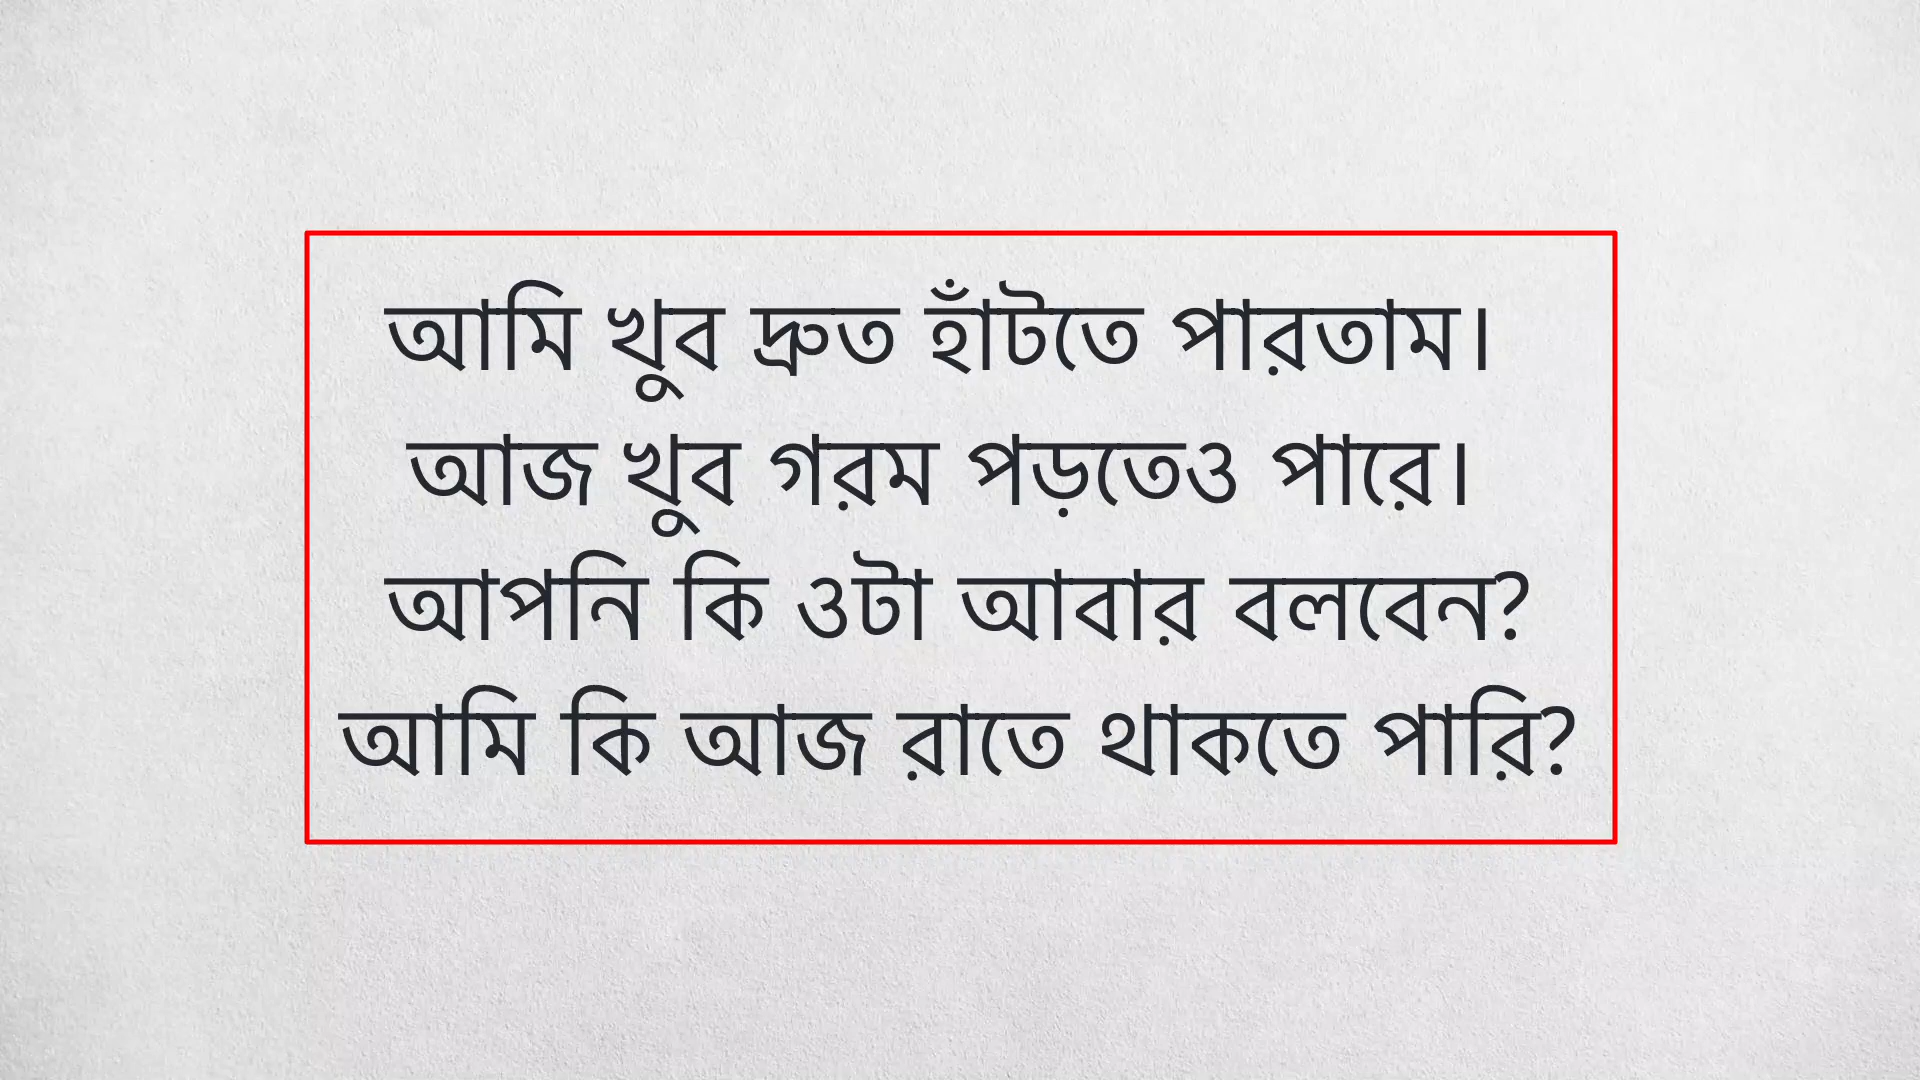 আমি খুব দ্রুত হাঁটতে পারতাম।
আজ খুব গরম পড়তেও পারে।
আপনি কি ওটা আবার বলবেন?
আমি কি আজ রাতে থাকতে পারি?